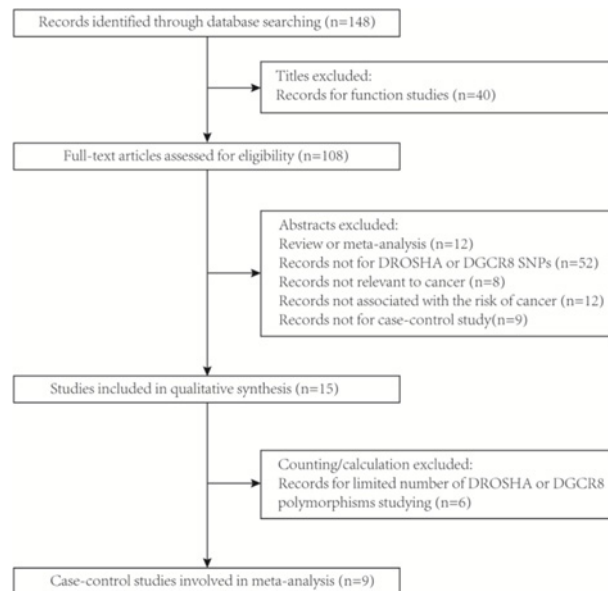 Records identified through database searching (n=148)
Titles excluded:
Records for function studies (n=40)
Full-text articles assessed for eligibility (n=108)
Abstracts excluded:
Review or meta-analysis (n=12)
Records not for DROSHA or DGCR8 SNPs (n=52)
Records not relevant to cancer (n=8)
Records not associated with the risk of cancer (n=12)
Records not for case-control study(n=9)
Studies included in qualitative synthesis (n=15)
Counting/calculation excluded:
Records for limited number of DROSHA or DGCR8
polymorphisms studying (n=6)
Case-control studies involved in meta-analysis (n=9)